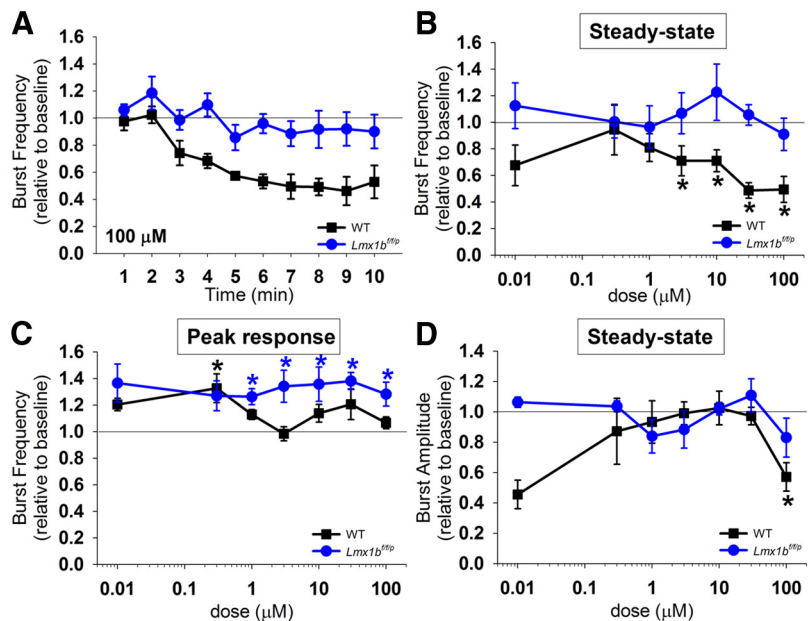 A
Burst Frequency
(relative to baseline)
1.6
1.4
1.2
1.0
0.8
0.6
0.4
0.2
0.0
100 µM
WT
Lmx1b^f/f/p
1 2 3 4 5 6 7 8 9 10
Time (min)
B
Steady-state
Burst Frequency
(relative to baseline)
1.6
1.4
1.2
1.0
0.8
0.6
0.4
0.2
0.0
* * * *
WT
Lmx1b^f/f/p
0.01 0.1 1 10 100
dose (µM)
C
Peak response
Burst Frequency
(relative to baseline)
1.6
1.4
1.2
1.0
0.8
0.6
0.4
0.2
0.0
* * * * * *
WT
Lmx1b^f/f/p
0.01 0.1 1 10 100
dose (µM)
D
Steady-state
Burst Amplitude
(relative to baseline)
1.4
1.2
1.0
0.8
0.6
0.4
0.2
0.0
*
WT
Lmx1b^f/f/p
0.01 0.1 1 10 100
dose (µM)